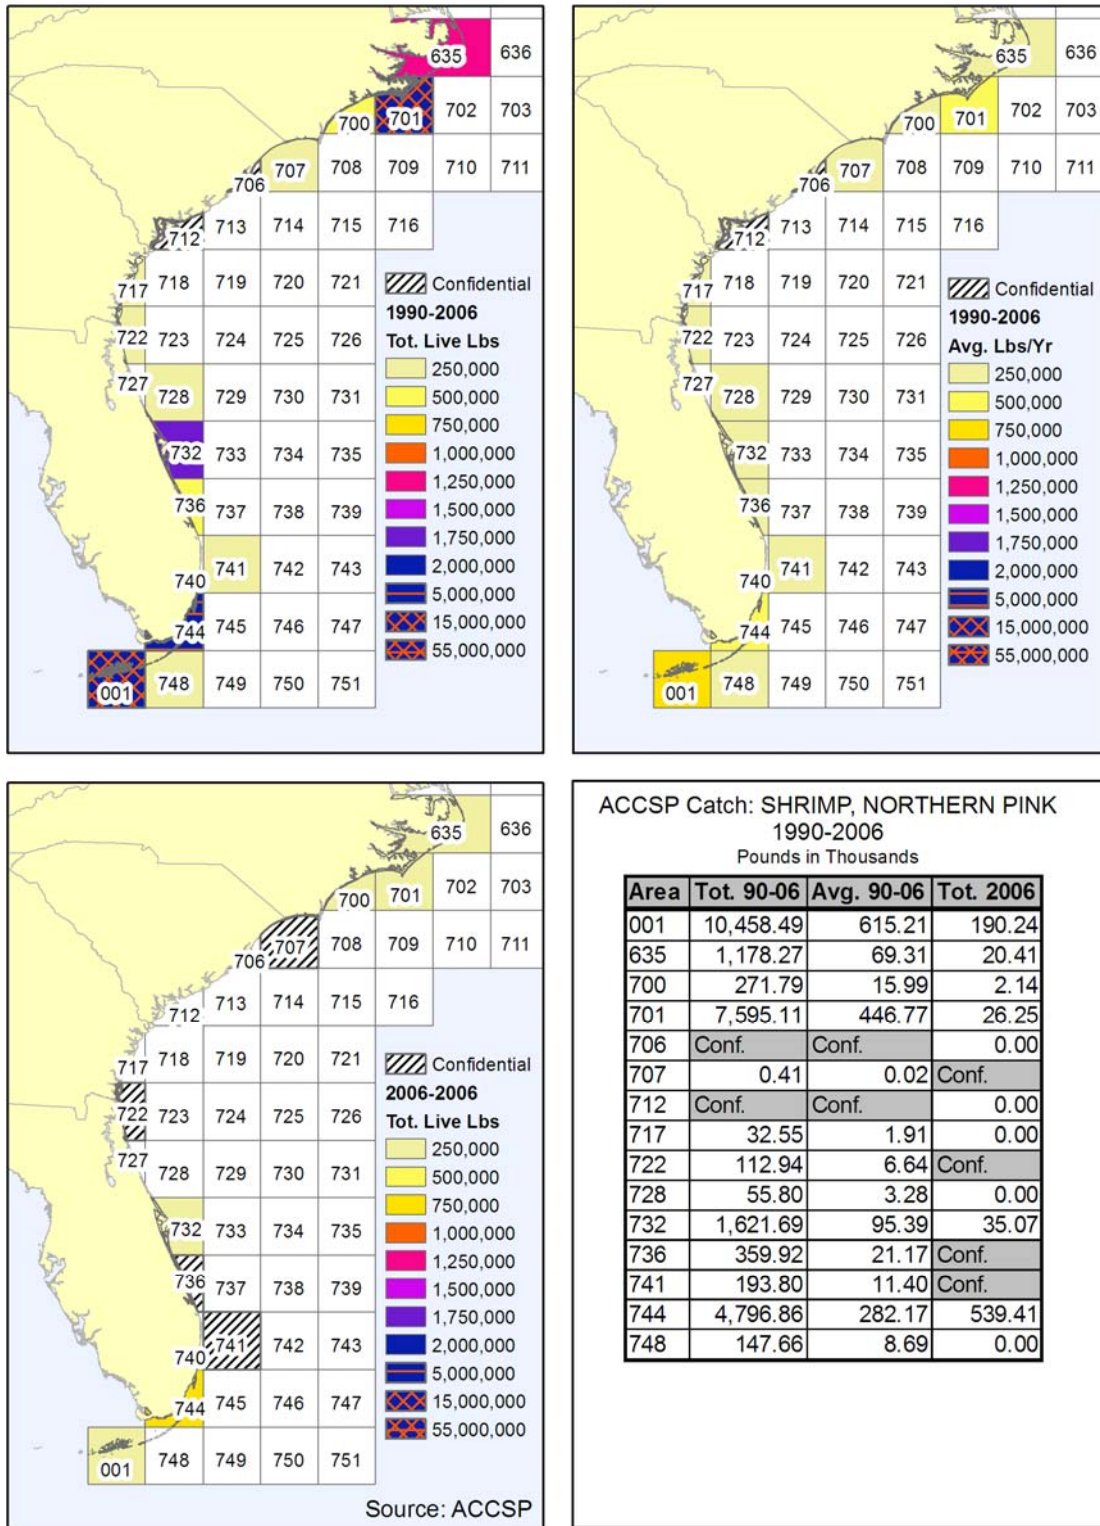 635 636
700 701 702 703
706 707 708 709 710 711
712 713 714 715 716
717 718 719 720 721
722 723 724 725 726
727 728 729 730 731
732 733 734 735
736 737 738 739
740 741 742 743
744 745 746 747
001 748 749 750 751
Confidential
1990-2006
Tot. Live Lbs
250,000
500,000
750,000
1,000,000
1,250,000
1,500,000
1,750,000
2,000,000
5,000,000
15,000,000
55,000,000
635 636
700 701 702 703
706 707 708 709 710 711
712 713 714 715 716
717 718 719 720 721
722 723 724 725 726
727 728 729 730 731
732 733 734 735
736 737 738 739
740 741 742 743
744 745 746 747
001 748 749 750 751
Confidential
1990-2006
Avg. Lbs/Yr
250,000
500,000
750,000
1,000,000
1,250,000
1,500,000
1,750,000
2,000,000
5,000,000
15,000,000
55,000,000
635 636
700 701 702 703
706 707 708 709 710 711
712 713 714 715 716
717 718 719 720 721
722 723 724 725 726
727 728 729 730 731
732 733 734 735
736 737 738 739
740 741 742 743
744 745 746 747
001 748 749 750 751
Confidential
2006-2006
Tot. Live Lbs
250,000
500,000
750,000
1,000,000
1,250,000
1,500,000
1,750,000
2,000,000
5,000,000
15,000,000
55,000,000
Source: ACCSP
ACCSP Catch: SHRIMP, NORTHERN PINK
1990-2006
Pounds in Thousands
Area Tot. 90-06 Avg. 90-06 Tot. 2006
001 10,458.49 615.21 190.24
635 1,178.27 69.31 20.41
700 271.79 15.99 2.14
701 7,595.11 446.77 26.25
706 Conf. Conf. 0.00
707 0.41 0.02 Conf.
712 Conf. Conf. 0.00
717 32.55 1.91 0.00
722 112.94 6.64 Conf.
728 55.80 3.28 0.00
732 1,621.69 95.39 35.07
736 359.92 21.17 Conf.
741 193.80 11.40 Conf.
744 4,796.86 282.17 539.41
748 147.66 8.69 0.00